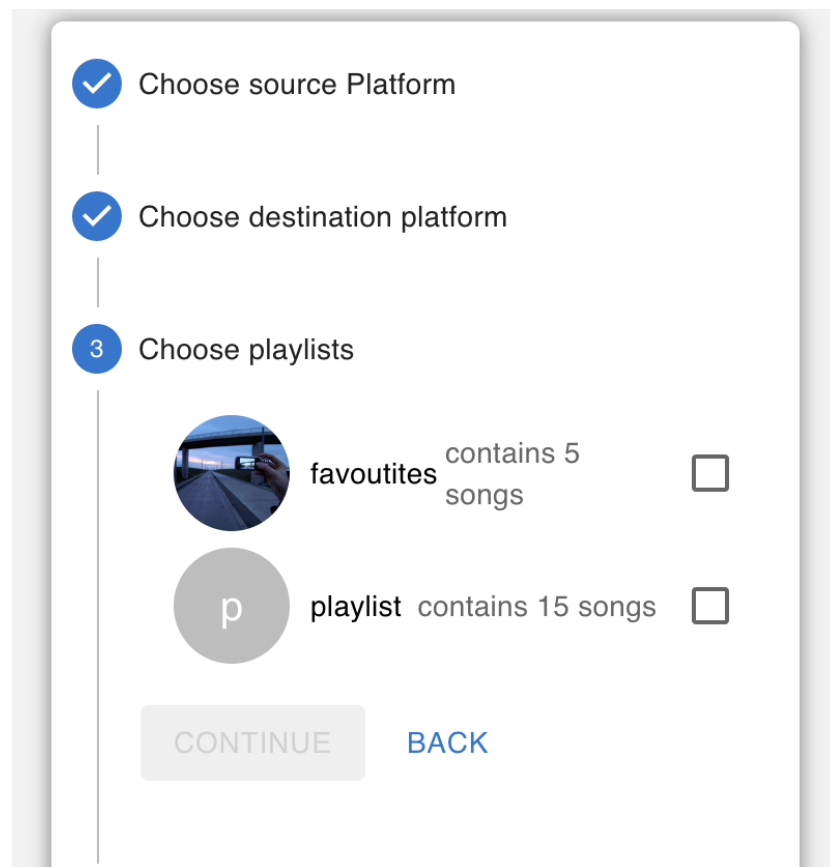 Choose source Platform
Choose destination platform
3 Choose playlists
favoutites contains 5
songs
p playlist contains 15 songs
CONTINUE BACK